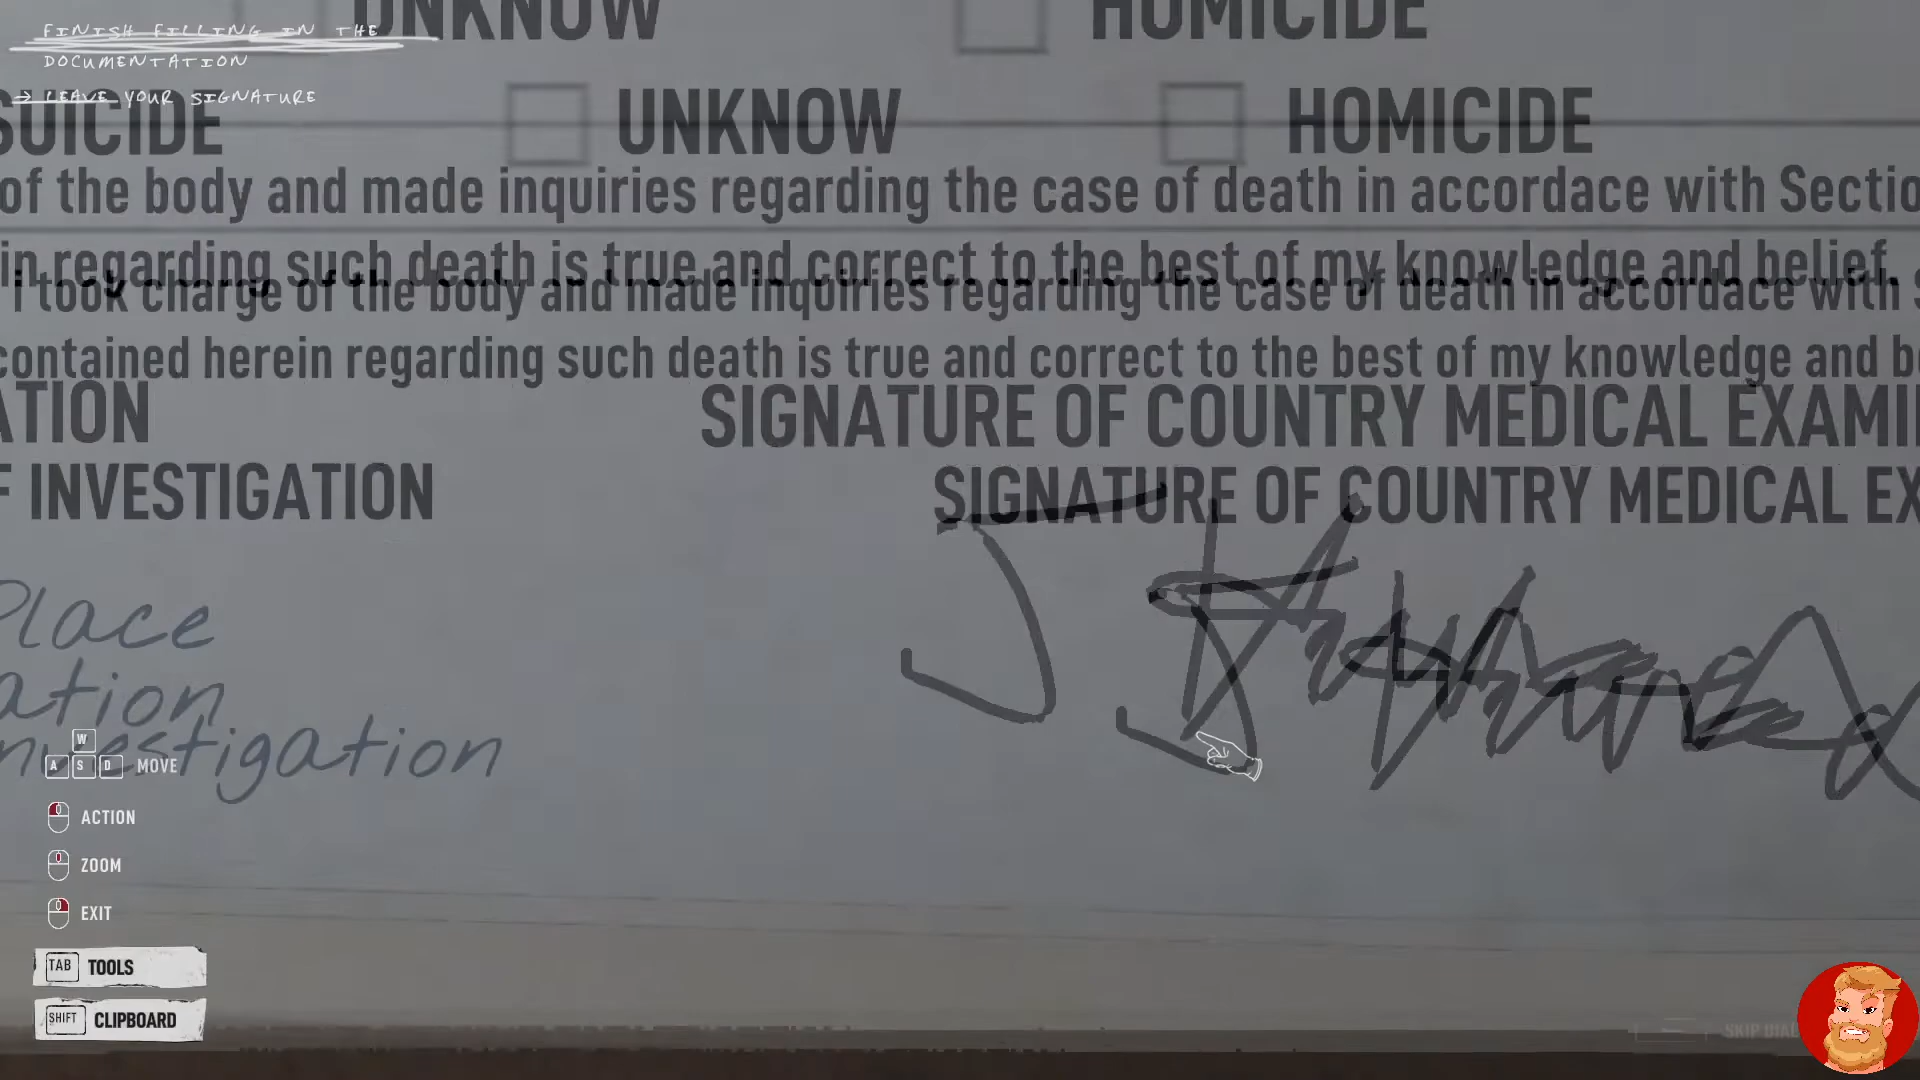 UNKNOW HOMICIDE
FINISH FILLING IN THE
DOCUMENTATION
→ LEAVE YOUR SIGNATURE
SUICIDE UNKNOW HOMICIDE
of the body and made inquiries regarding the case of death in accordace with Sectio
in regarding such death is true and correct to the best of my knowledge and belief.
I took charge of the body and made inquiries regarding the case of death in accordace with S
contained herein regarding such death is true and correct to the best of my knowledge and be
ATION SIGNATURE OF COUNTRY MEDICAL EXAMI
F INVESTIGATION SIGNATURE OF COUNTRY MEDICAL EX
Place
ation
nvestigation
W
A S D MOVE
ACTION
ZOOM
EXIT
TAB TOOLS
SHIFT CLIPBOARD
SKIP DIAL